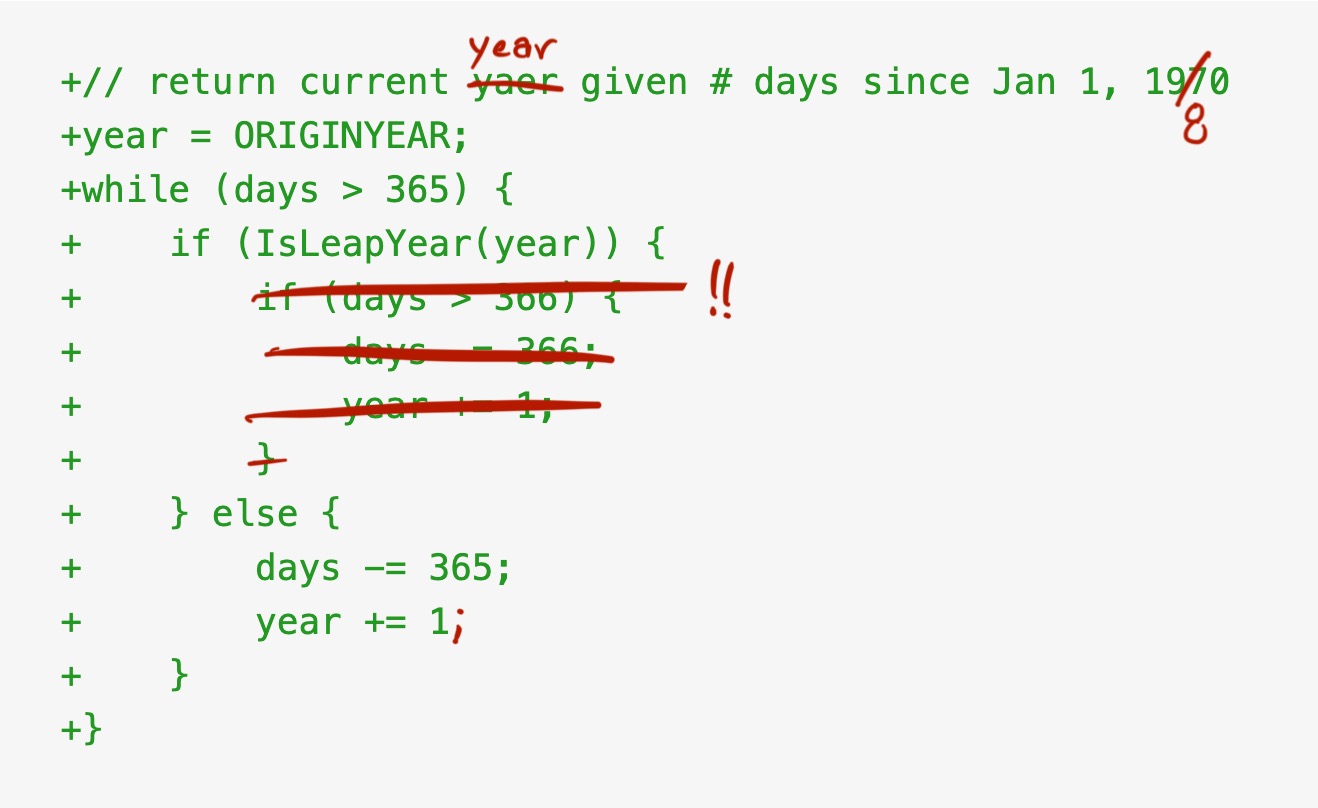 year
+// return current yaer given # days since Jan 1, 1970
8
+year = ORIGINYEAR;
+while (days > 365) {
+    if (IsLeapYear(year)) {
+        if (days > 366) { !!
+            days -= 366;
+            year += 1;
+        }
+    } else {
+        days -= 365;
+        year += 1;
+    }
+}